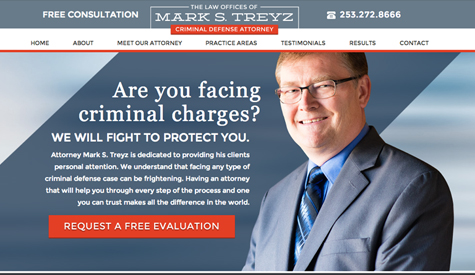 FREE CONSULTATION
THE LAW OFFICES OF
MARK S. TREYZ
CRIMINAL DEFENSE ATTORNEY
253.272.8666
HOME ABOUT MEET OUR ATTORNEY PRACTICE AREAS TESTIMONIALS RESULTS CONTACT
Are you facing
criminal charges?
WE WILL FIGHT TO PROTECT YOU.
Attorney Mark S. Treyz is dedicated to providing his clients
personal attention. We understand that facing any type of
criminal defense case can be frightening. Having an attorney
that will help you through every step of the process and one
you can trust makes all the difference in the world.
REQUEST A FREE EVALUATION